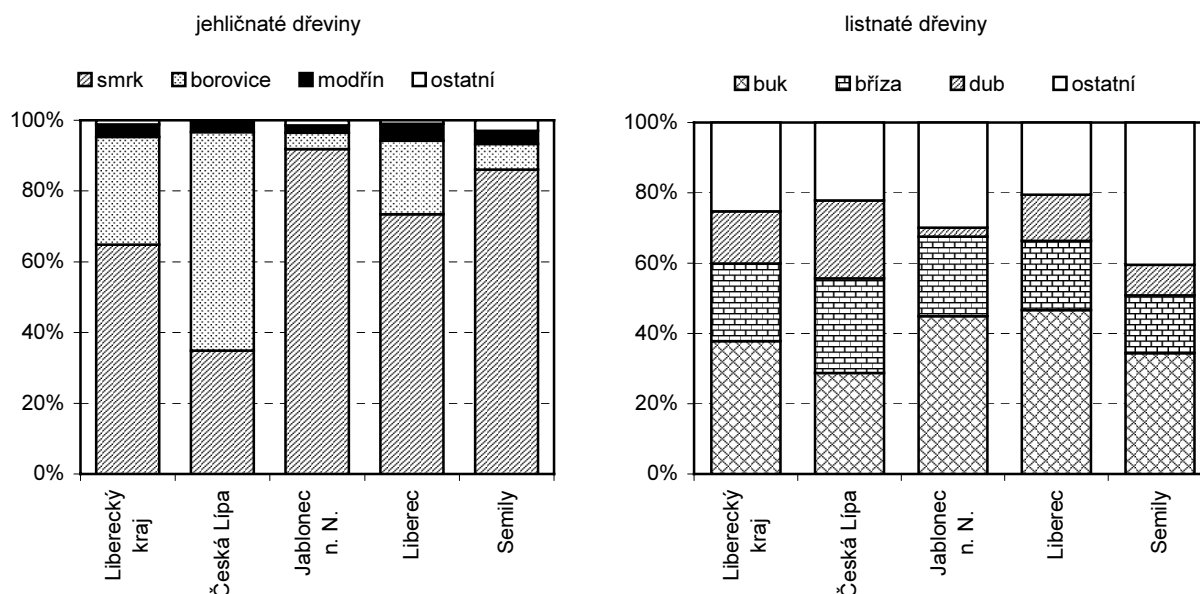 jehličnaté dřeviny
smrk borovice modřín ostatní
100%
80%
60%
40%
20%
0%
Liberecký
kraj
Česká Lípa
Jablonec
n. N.
Liberec
Semily
listnaté dřeviny
buk bříza dub ostatní
100%
80%
60%
40%
20%
0%
Liberecký
kraj
Česká Lípa
Jablonec
n. N.
Liberec
Semily